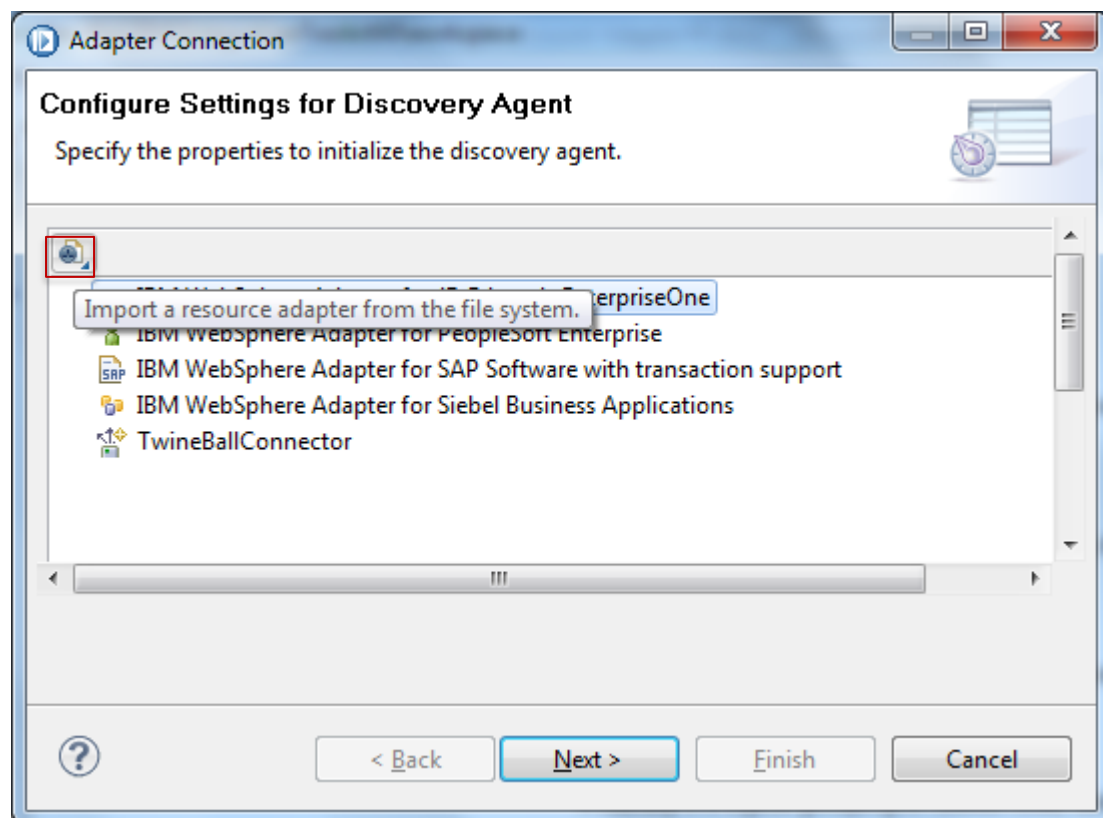 Adapter Connection
Configure Settings for Discovery Agent
Specify the properties to initialize the discovery agent.
Import a resource adapter from the file system.
erpriseOne
IBM WebSphere Adapter for PeopleSoft Enterprise
SAP IBM WebSphere Adapter for SAP Software with transaction support
IBM WebSphere Adapter for Siebel Business Applications
TwineBallConnector
? < Back Next > Finish Cancel